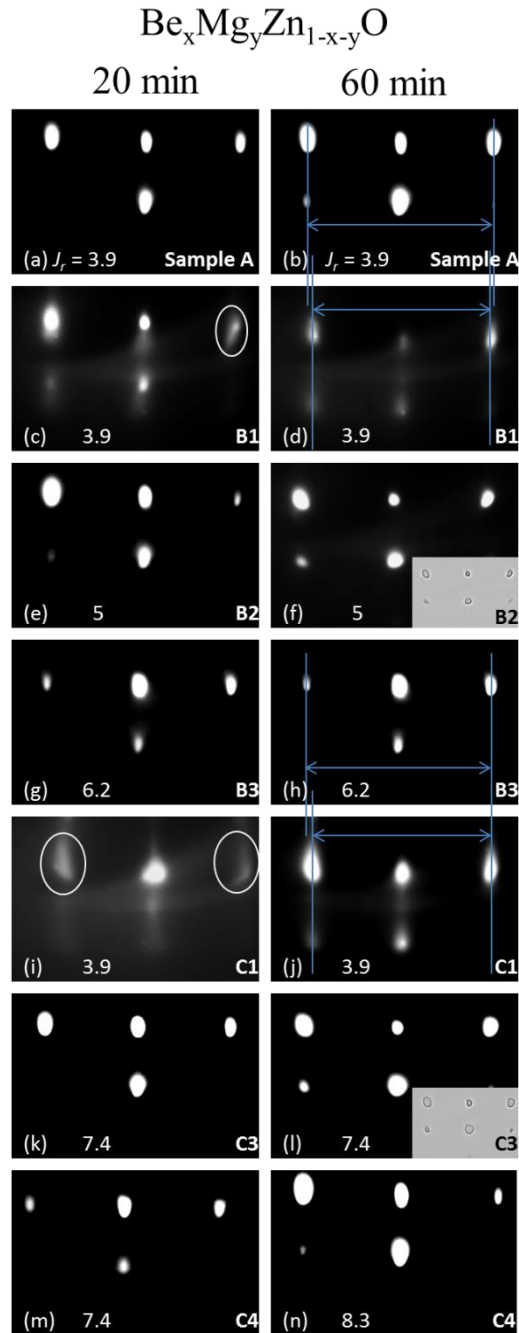 BeₓMgᵧZn₁₋ₓ₋ᵧO
20 min 60 min
(a) Jᵣ = 3.9 Sample A (b) Jᵣ = 3.9 Sample A
(c) 3.9 B1 (d) 3.9 B1
(e) 5 B2 (f) 5 B2
(g) 6.2 B3 (h) 6.2 B3
(i) 3.9 C1 (j) 3.9 C1
(k) 7.4 C3 (l) 7.4 C3
(m) 7.4 C4 (n) 8.3 C4